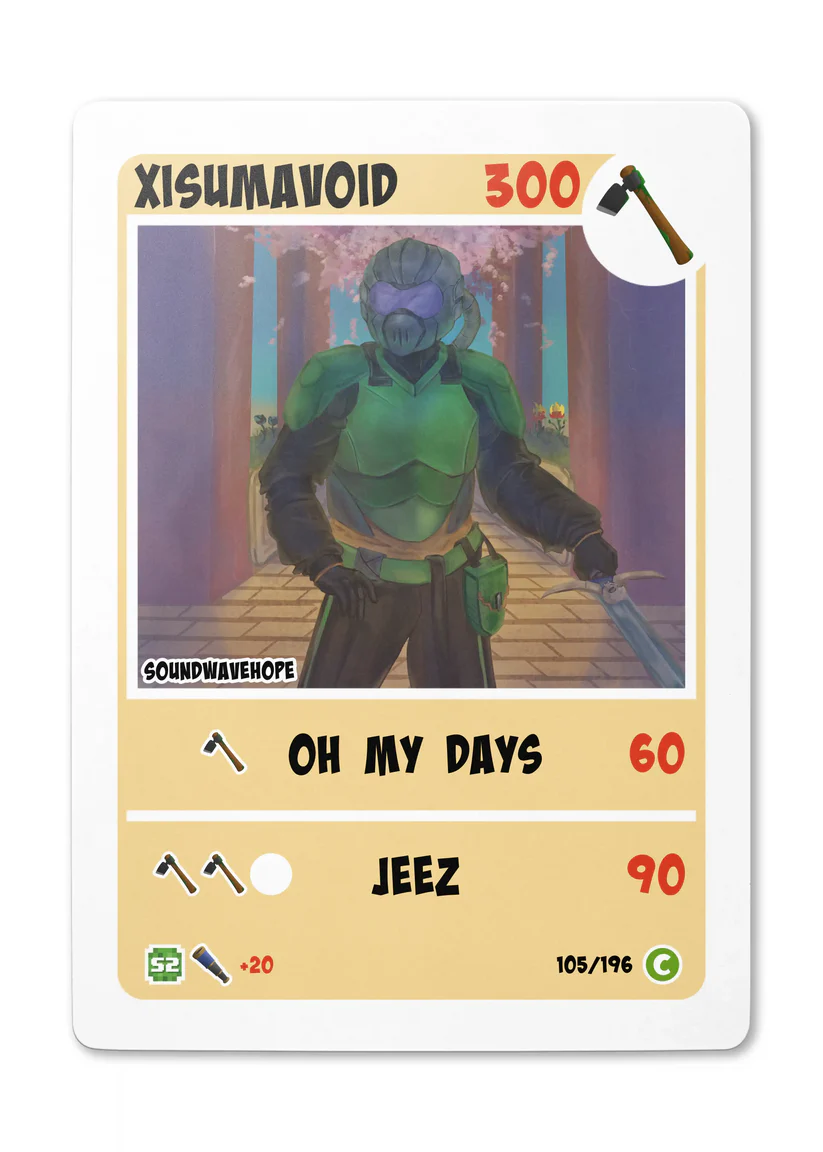 XISUMAVOID 300
SOUNDWAVEHOPE
OH MY DAYS 60
JEEZ 90
S2 +20 105/196 C